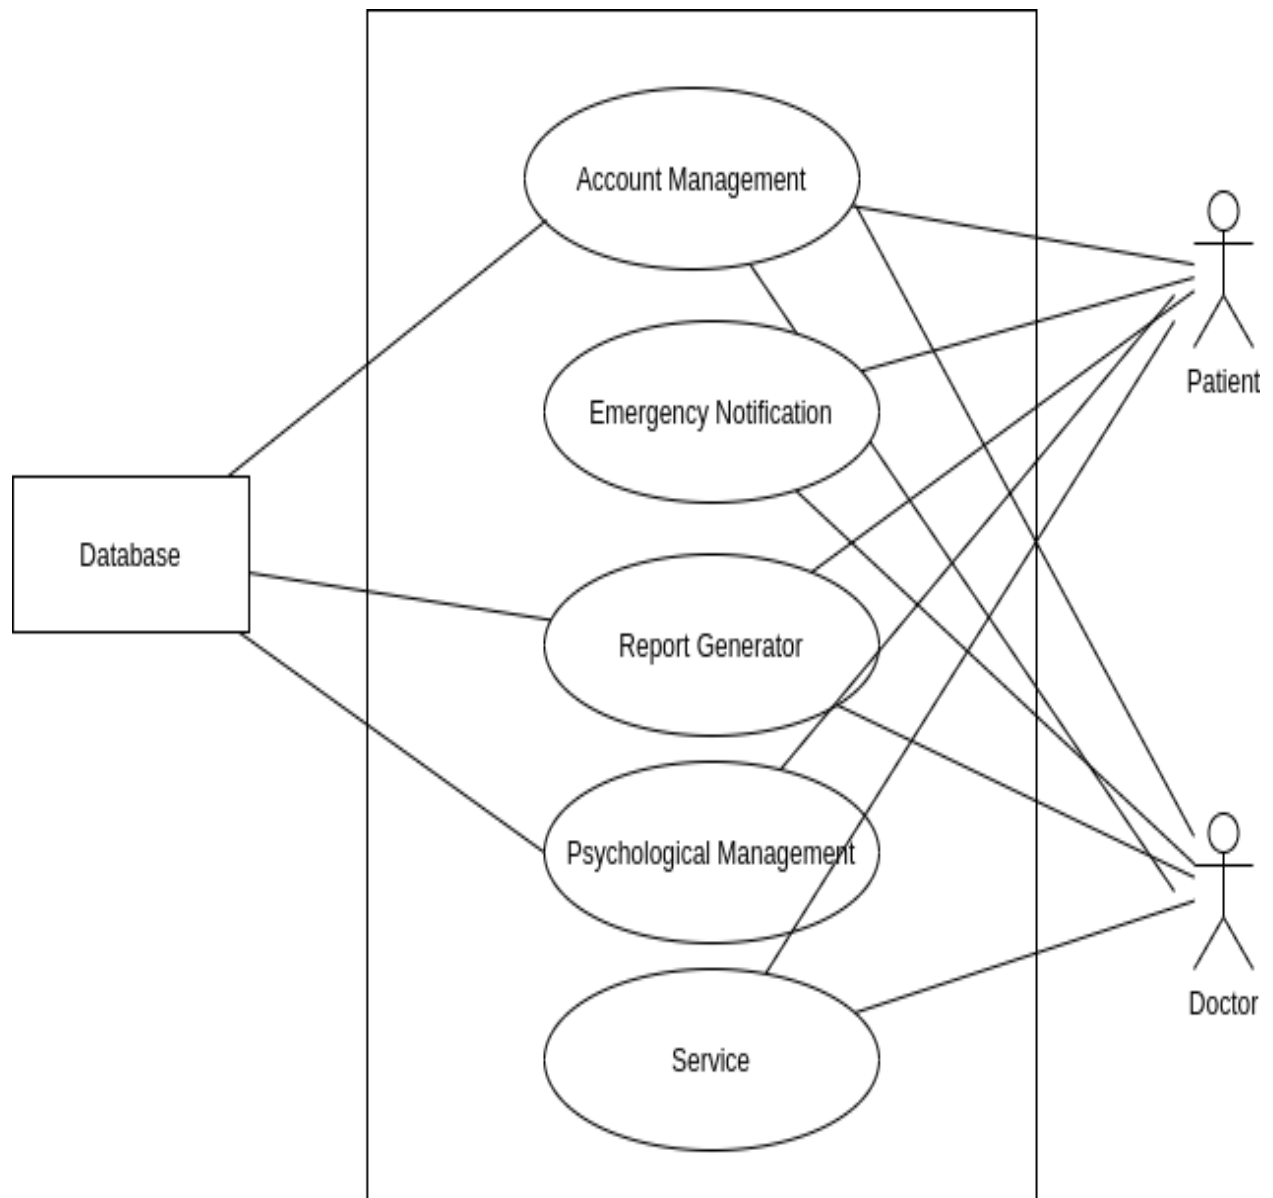 Account Management
Patient
Emergency Notification
Database
Report Generator
Psychological Management
Doctor
Service